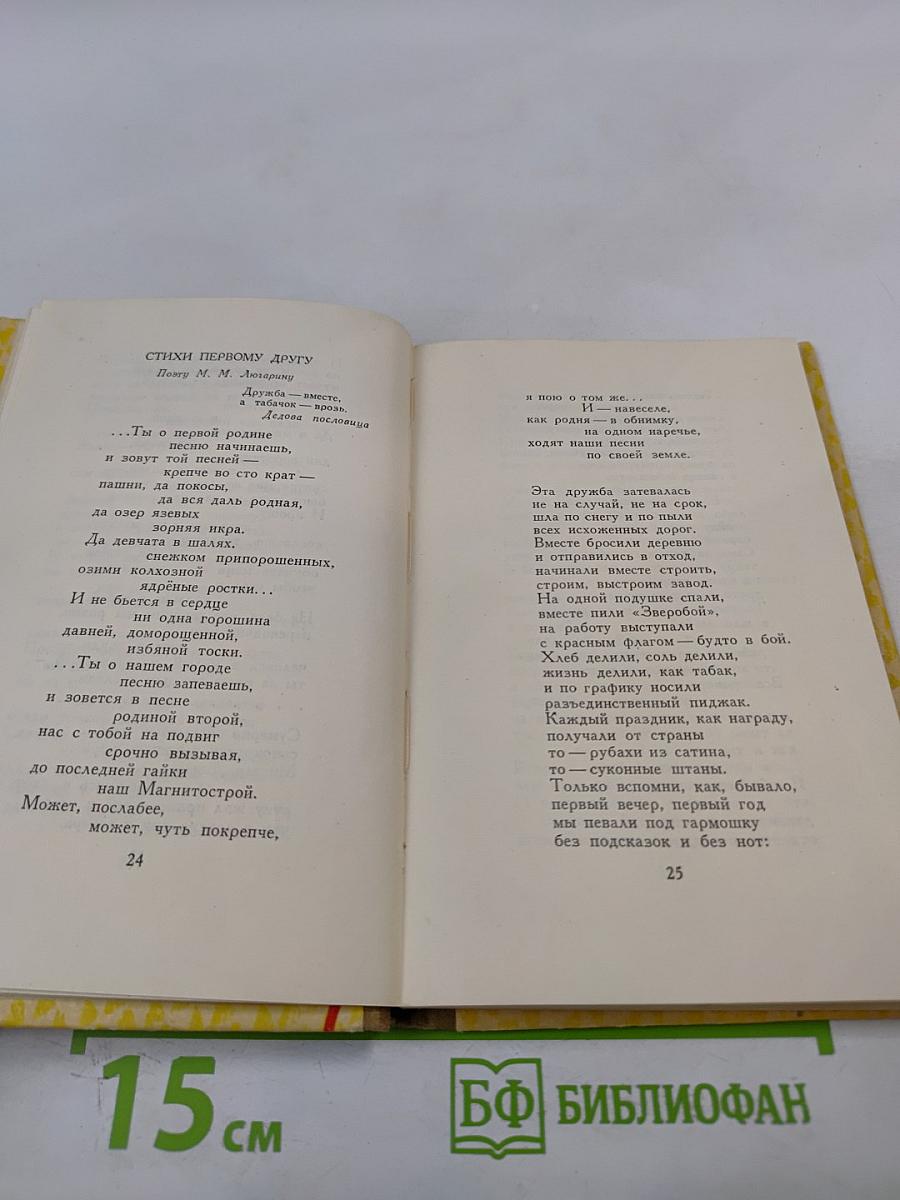 СТИХИ ПЕРВОМУ ДРУГУ
Поэту М. М. Люгарину
Дружба — вместе,
а табачок — врозь.
Дедова пословица
...Ты о первой родине
песню начинаешь,
и зовут той песней —
крепче во сто крат —
пашни, да покосы,
да вся даль родная,
да озер язевых
зорняя икра.
Да девчата в шалях.
снежком припорошенных,
озими колхозной
ядрёные ростки...
И не бьется в сердце
ни одна горошина
давней, доморощенной,
избяной тоски.
...Ты о нашем городе
песню запеваешь,
и зовется в песне
родиной второй,
нас с тобой на подвиг
срочно вызывая,
до последней гайки
наш Магнитострой.
Может, послабее,
может, чуть покрепче,
24
я пою о том же...
И — навеселе,
как родня — в обнимку,
на одном наречье,
ходят наши песни
по своей земле.
Эта дружба затевалась
не на случай, не на срок,
шла по снегу и по пыли
всех исхоженных дорог.
Вместе бросили деревню
и отправились в отход,
начинали вместе строить,
строим, выстроим завод.
На одной подушке спали,
вместе пили «Зверобой»,
на работу выступали
с красным флагом — будто в бой.
Хлеб делили, соль делили,
жизнь делили, как табак,
и по графику носили
разъединственный пиджак.
Каждый праздник, как награду,
получали от страны
то — рубахи из сатина,
то — суконные штаны.
Только вспомни, как, бывало,
первый вечер, первый год
мы певали под гармошку
без подсказок и без нот:
25
15 см
БФ БИБЛИОФАН